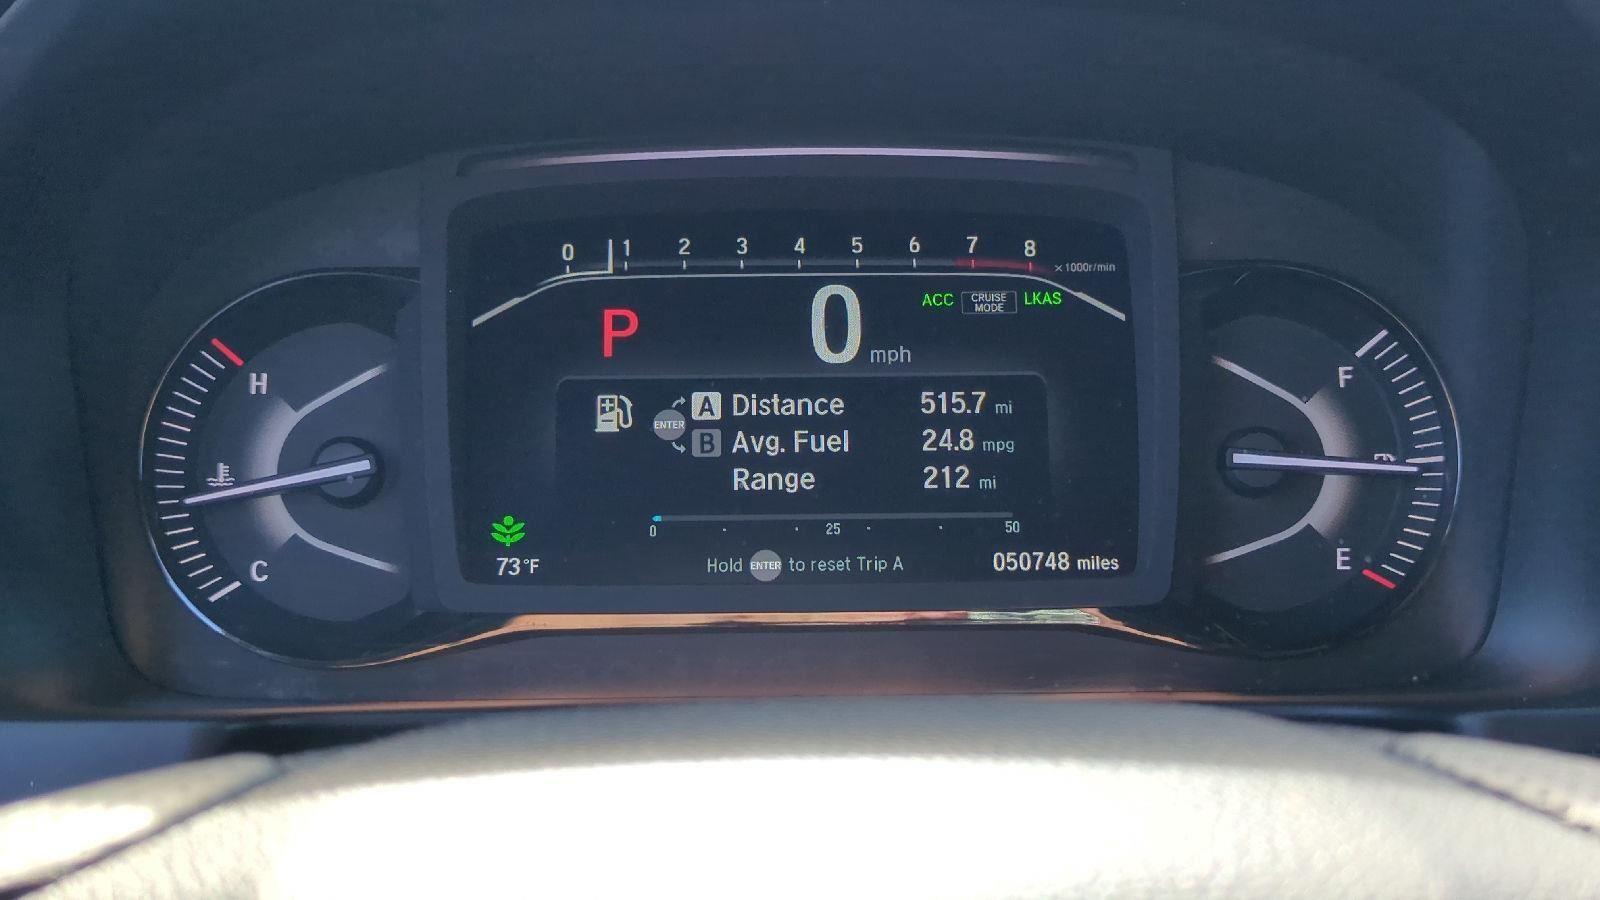 0 1 2 3 4 5 6 7 8
×1000r/min
P 0 mph
ACC CRUISE MODE LKAS
H
C
F
E
ENTER
A Distance 515.7 mi
B Avg. Fuel 24.8 mpg
Range 212 mi
0 25 50
Hold ENTER to reset Trip A
73°F
050748 miles